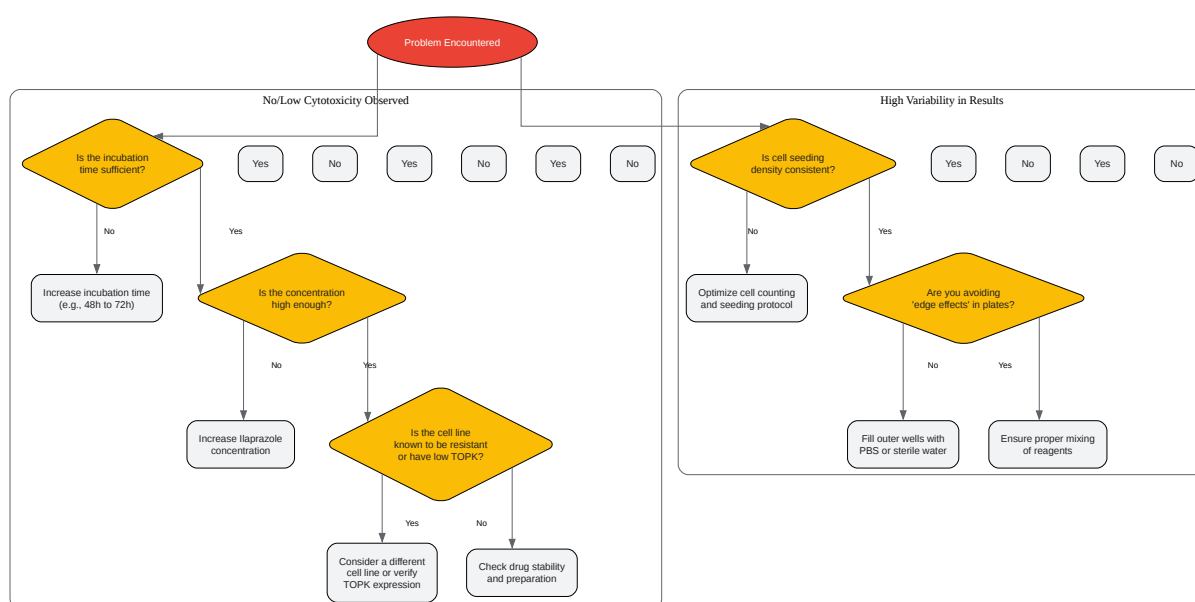 Problem Encountered
No/Low Cytotoxicity Observed
High Variability in Results
Is the incubation
time sufficient?
Yes
No
Yes
No
Yes
No
Is cell seeding
density consistent?
Yes
No
Yes
No
No
Yes
No
Yes
Increase incubation time
(e.g., 48h to 72h)
Is the concentration
high enough?
Optimize cell counting
and seeding protocol
Are you avoiding
'edge effects' in plates?
No
Yes
No
Yes
Increase Ilaprazole
concentration
Is the cell line
known to be resistant
or have low TOPK?
Fill outer wells with
PBS or sterile water
Ensure proper mixing
of reagents
Yes
No
Consider a different
cell line or verify
TOPK expression
Check drug stability
and preparation